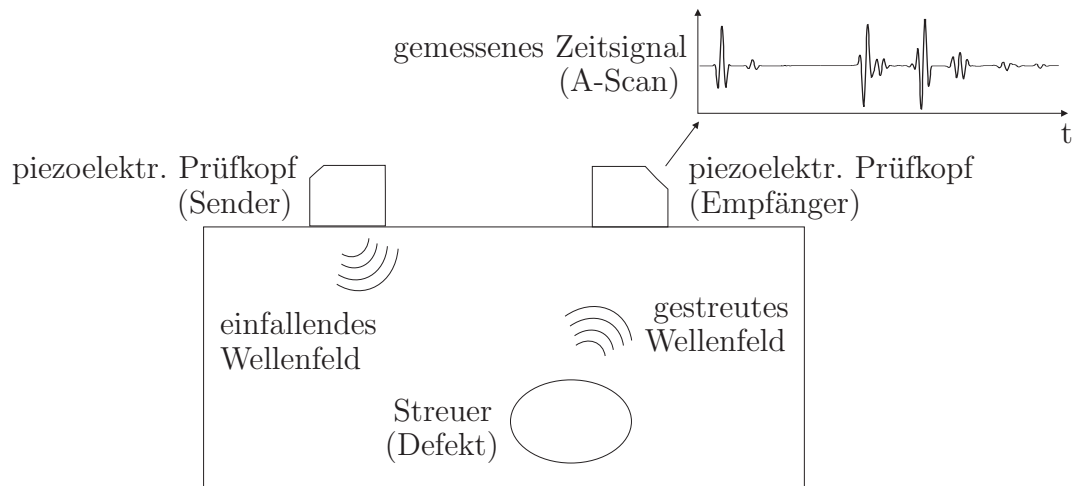 gemessenes Zeitsignal
(A-Scan)
t
piezoelektr. Prüfkopf
(Sender)
piezoelektr. Prüfkopf
(Empfänger)
einfallendes
Wellenfeld
gestreutes
Wellenfeld
Streuer
(Defekt)